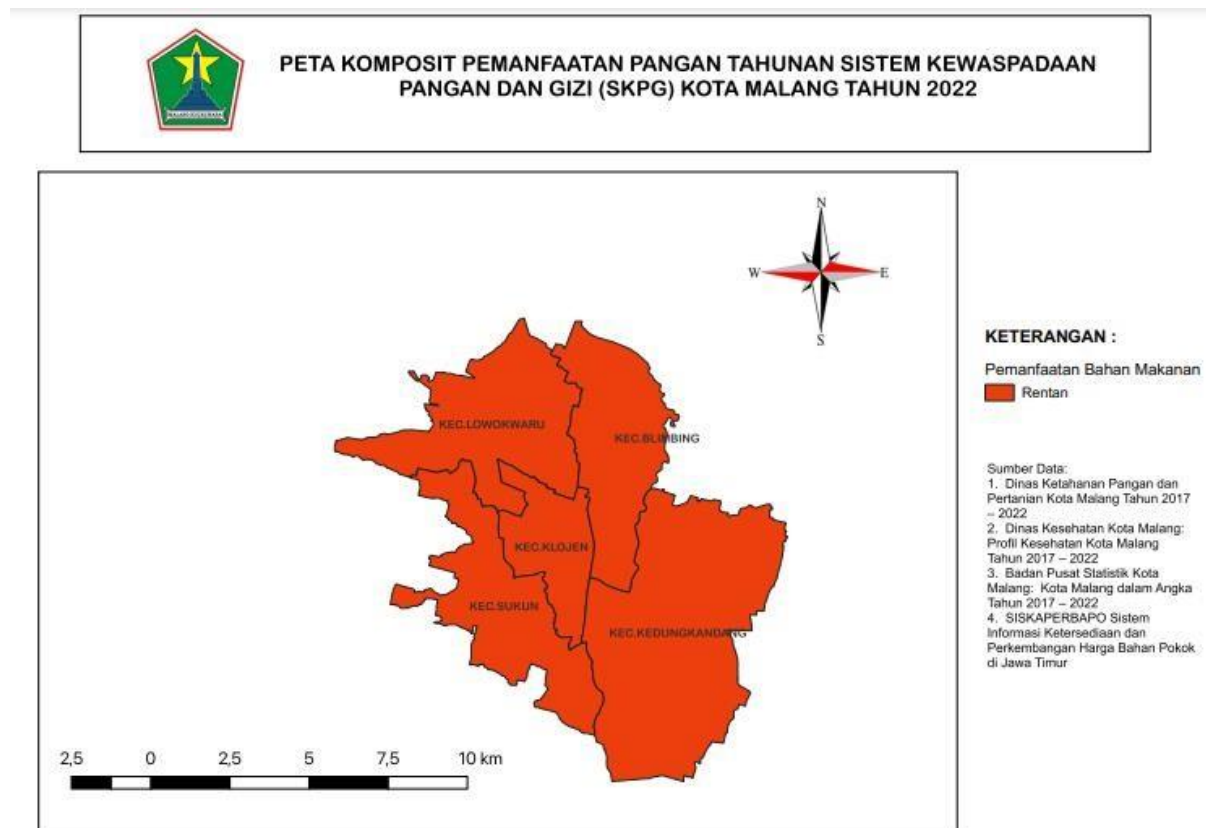 PETA KOMPOSIT PEMANFAATAN PANGAN TAHUNAN SISTEM KEWASPADAAN
PANGAN DAN GIZI (SKPG) KOTA MALANG TAHUN 2022
N
W
E
S
KEC.LOWOKWARU
KEC.BLIMBING
KEC.KLOJEN
KEC.SUKUN
KEC.KEDUNGKANDANG
2,5 0 2,5 5 7,5 10 km
KETERANGAN :
Pemanfaatan Bahan Makanan
Rentan
Sumber Data:
1. Dinas Ketahanan Pangan dan
Pertanian Kota Malang Tahun 2017
– 2022
2. Dinas Kesehatan Kota Malang:
Profil Kesehatan Kota Malang
Tahun 2017 – 2022
3. Badan Pusat Statistik Kota
Malang: Kota Malang dalam Angka
Tahun 2017 – 2022
4. SISKAPERBAPO Sistem
Informasi Ketersediaan dan
Perkembangan Harga Bahan Pokok
di Jawa Timur